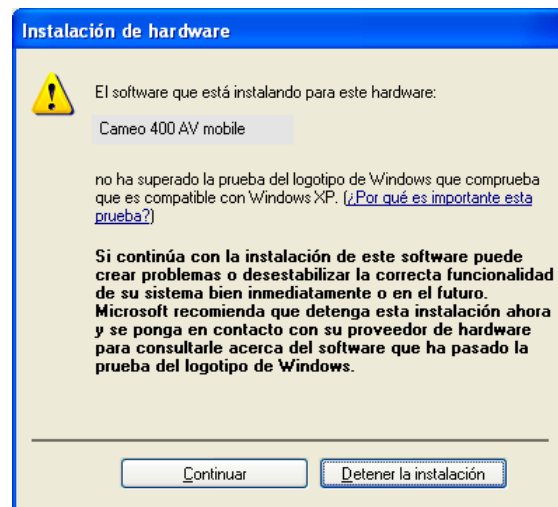 Instalación de hardware
El software que está instalando para este hardware:
Cameo 400 AV mobile
no ha superado la prueba del logotipo de Windows que comprueba
que es compatible con Windows XP. (¿Por qué es importante esta
prueba?)
Si continúa con la instalación de este software puede
crear problemas o desestabilizar la correcta funcionalidad
de su sistema bien inmediatamente o en el futuro.
Microsoft recomienda que detenga esta instalación ahora
y se ponga en contacto con su proveedor de hardware
para consultarle acerca del software que ha pasado la
prueba del logotipo de Windows.
Continuar
Detener la instalación